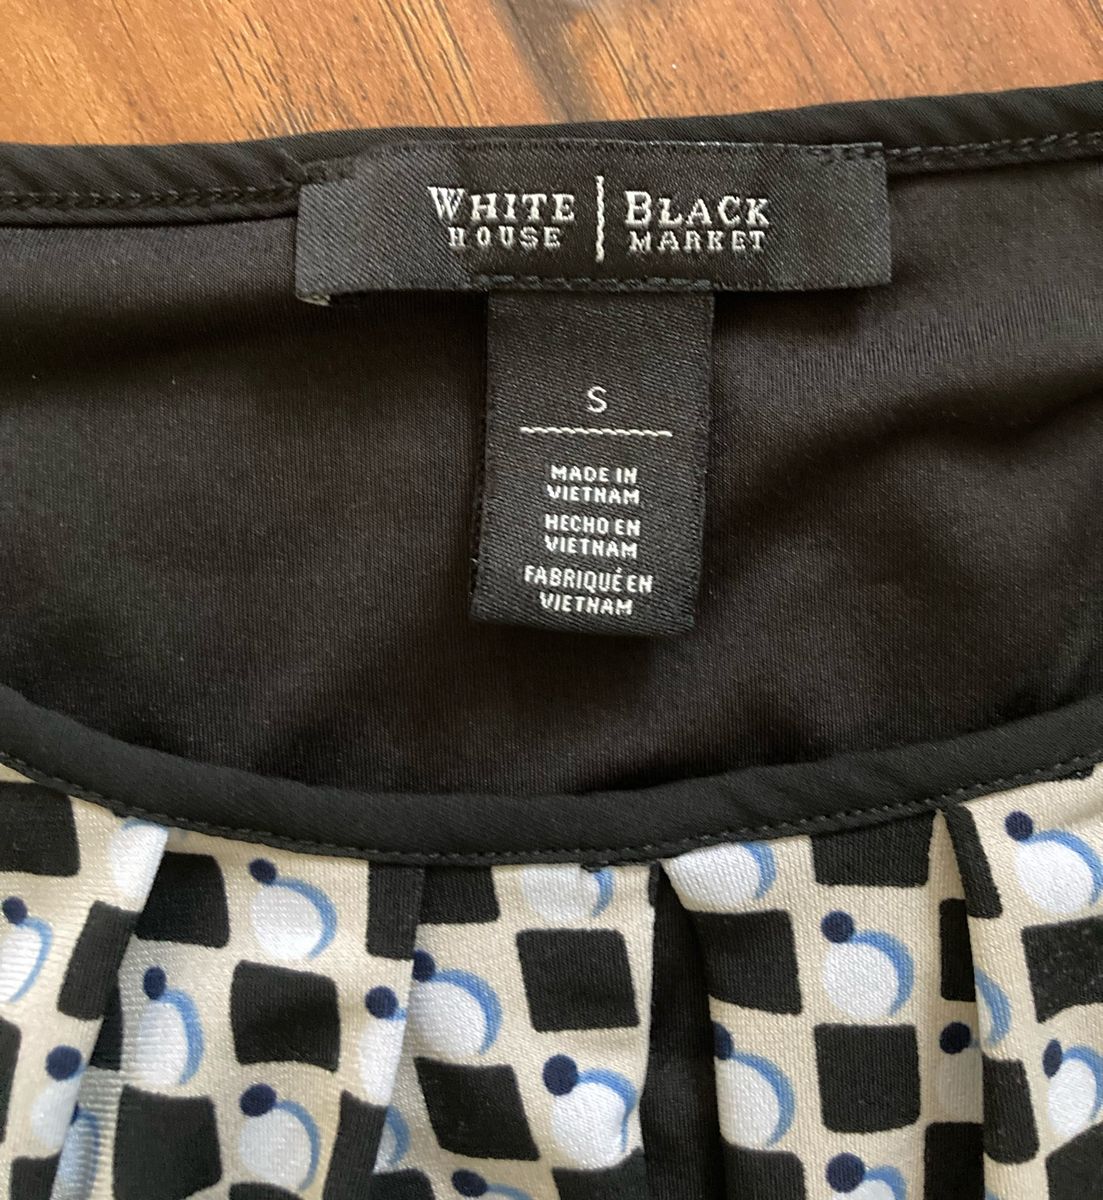 WHITE | BLACK
HOUSE | MARKET
S
MADE IN
VIETNAM
HECHO EN
VIETNAM
FABRIQUÉ EN
VIETNAM